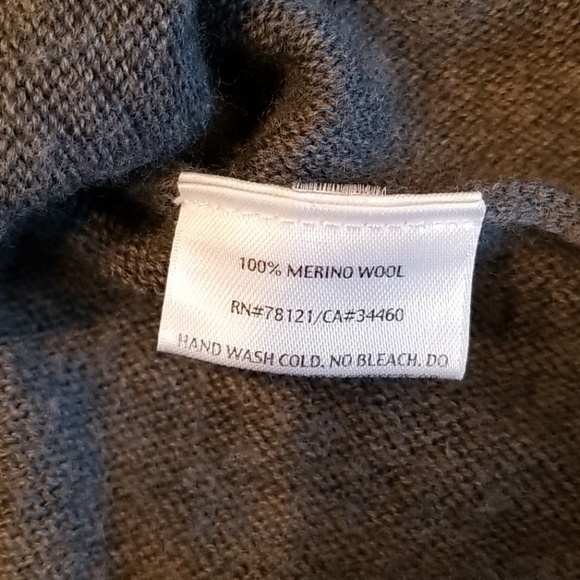 100% MERINO WOOL
RN#78121/CA#34460
HAND WASH COLD. NO BLEACH. DO